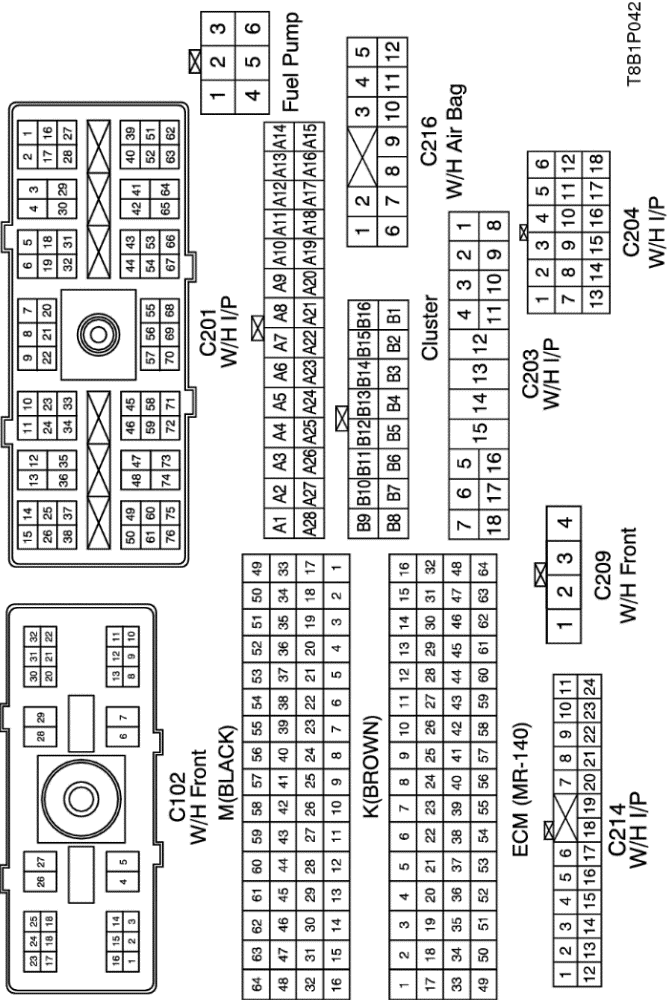 23 24 25 26 27 28 29 30 31 32
17 18 18 20 21 22
16 15 14 4 5 6 7 13 12 11
1 2 3 8 9 10
C102
W/H Front
15 14 13 12 11 10 9 8 7 6 5 4 3 2 1
26 25 24 23 22 21 20 19 18 17 16
38 37 36 35 34 33 32 31 30 29 28 27
50 49 48 47 46 45 44 43 42 41 40 39
61 60 59 58 57 56 55 54 53 52 51
76 75 74 73 72 71 70 69 68 67 66 65 64 63 62
C201
W/H I/P
1 2 3
4 5 6
Fuel Pump
M(BLACK)
64 63 62 61 60 59 58 57 56 55 54 53 52 51 50 49
48 47 46 45 44 43 42 41 40 39 38 37 36 35 34 33
32 31 30 29 28 27 26 25 24 23 22 21 20 19 18 17
16 15 14 13 12 11 10 9 8 7 6 5 4 3 2 1
K(BROWN)
1 2 3 4 5 6 7 8 9 10 11 12 13 14 15 16
17 18 19 20 21 22 23 24 25 26 27 28 29 30 31 32
33 34 35 36 37 38 39 40 41 42 43 44 45 46 47 48
49 50 51 52 53 54 55 56 57 58 59 60 61 62 63 64
ECM (MR-140)
A1 A2 A3 A4 A5 A6 A7 A8 A9 A10 A11 A12 A13 A14
A28 A27 A26 A25 A24 A23 A22 A21 A20 A19 A18 A17 A16 A15
B9 B10 B11 B12 B13 B14 B15 B16
B8 B7 B6 B5 B4 B3 B2 B1
Cluster
1 2 3 4 5
6 7 8 9 10 11 12
C216
W/H Air Bag
7 6 5 4 3 2 1
18 17 16 15 14 13 12 11 10 9 8
C203
W/H I/P
1 2 3 4 5 6
7 8 9 10 11 12
13 14 15 16 17 18
C204
W/H I/P
1 2 3 4 5 6 7 8 9 10 11
12 13 14 15 16 17 18 19 20 21 22 23 24
C214
W/H I/P
1 2 3 4
C209
W/H Front
T8B1P042